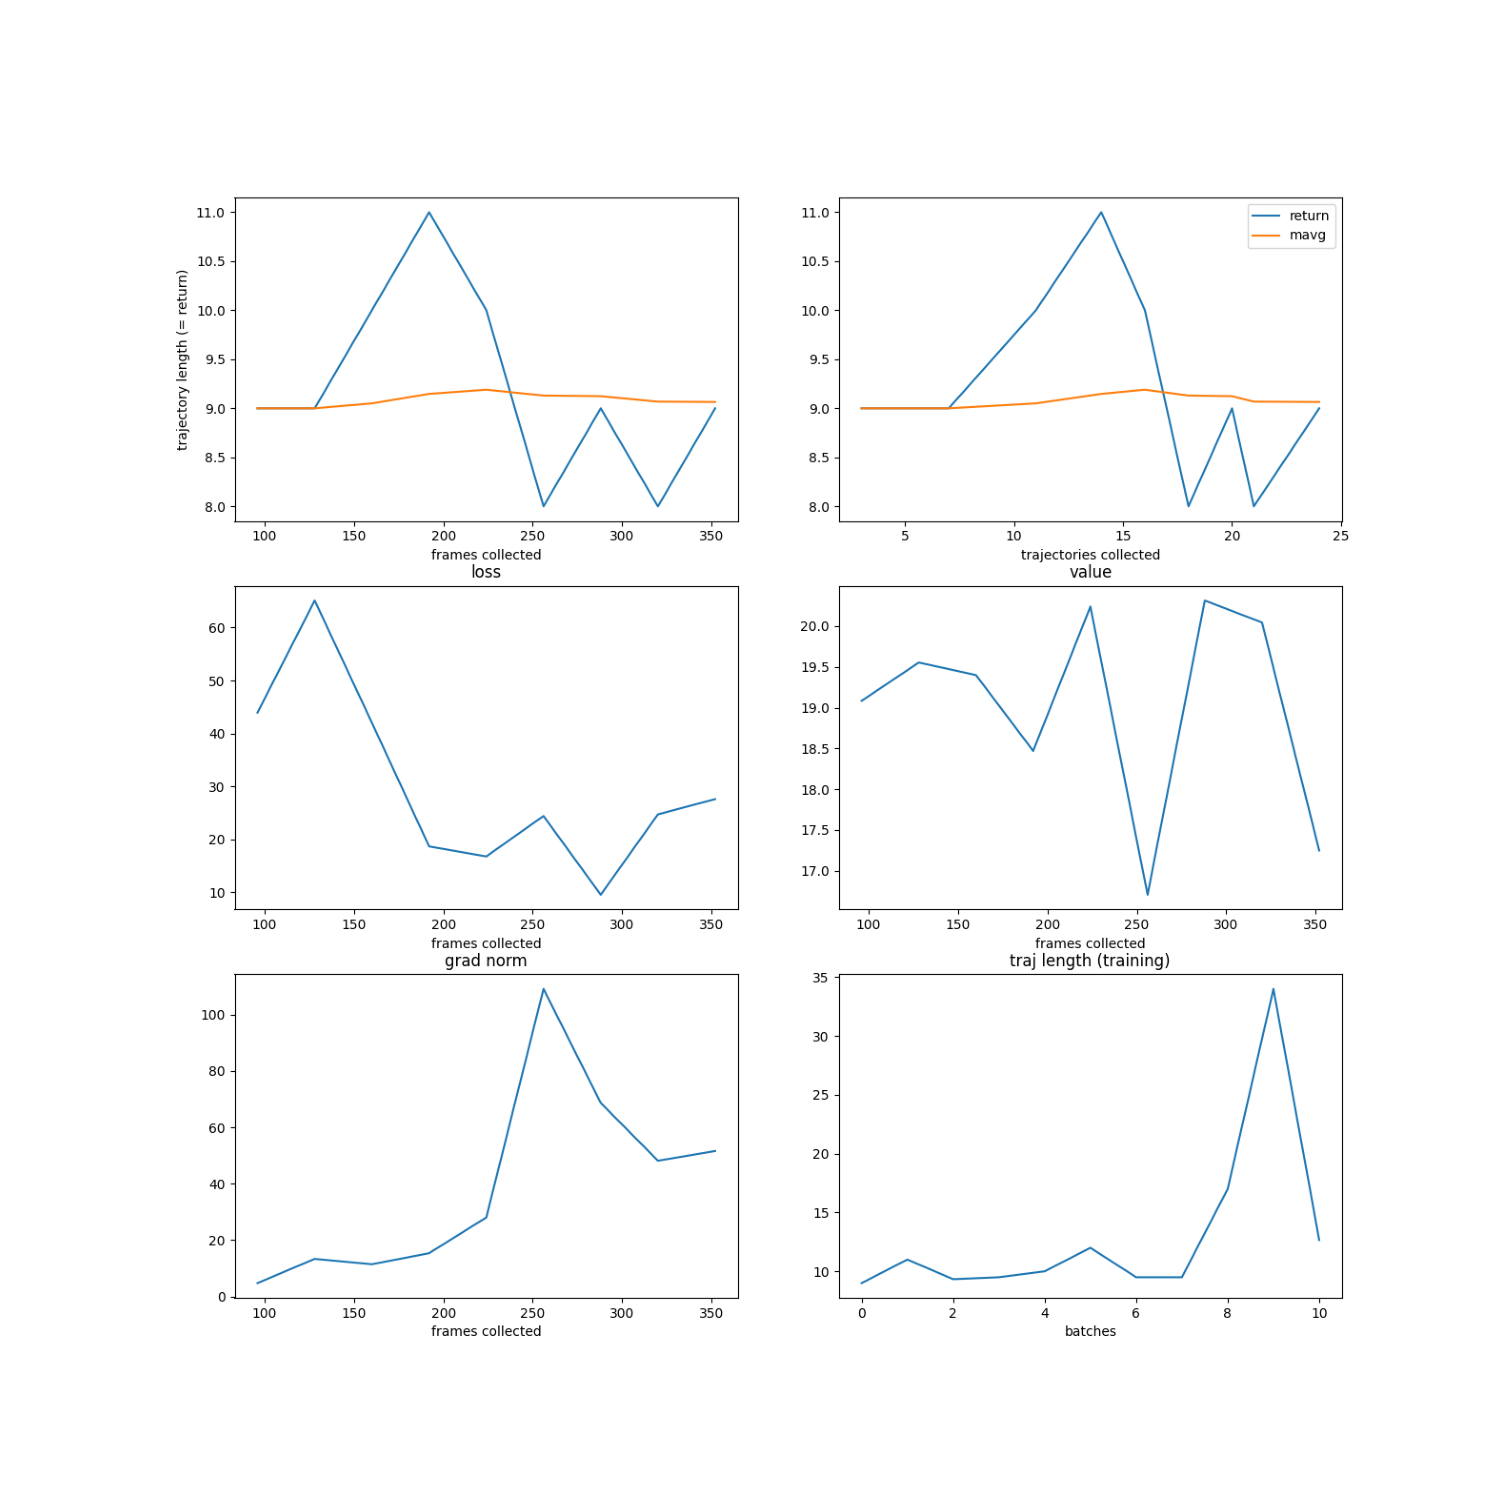 trajectory length (= return)
11.0
10.5
10.0
9.5
9.0
8.5
8.0
100 150 200 250 300 350
frames collected
return
mavg
11.0
10.5
10.0
9.5
9.0
8.5
8.0
5 10 15 20 25
trajectories collected
loss
60
50
40
30
20
10
100 150 200 250 300 350
frames collected
value
20.0
19.5
19.0
18.5
18.0
17.5
17.0
100 150 200 250 300 350
frames collected
grad norm
100
80
60
40
20
0
100 150 200 250 300 350
frames collected
traj length (training)
35
30
25
20
15
10
0 2 4 6 8 10
batches